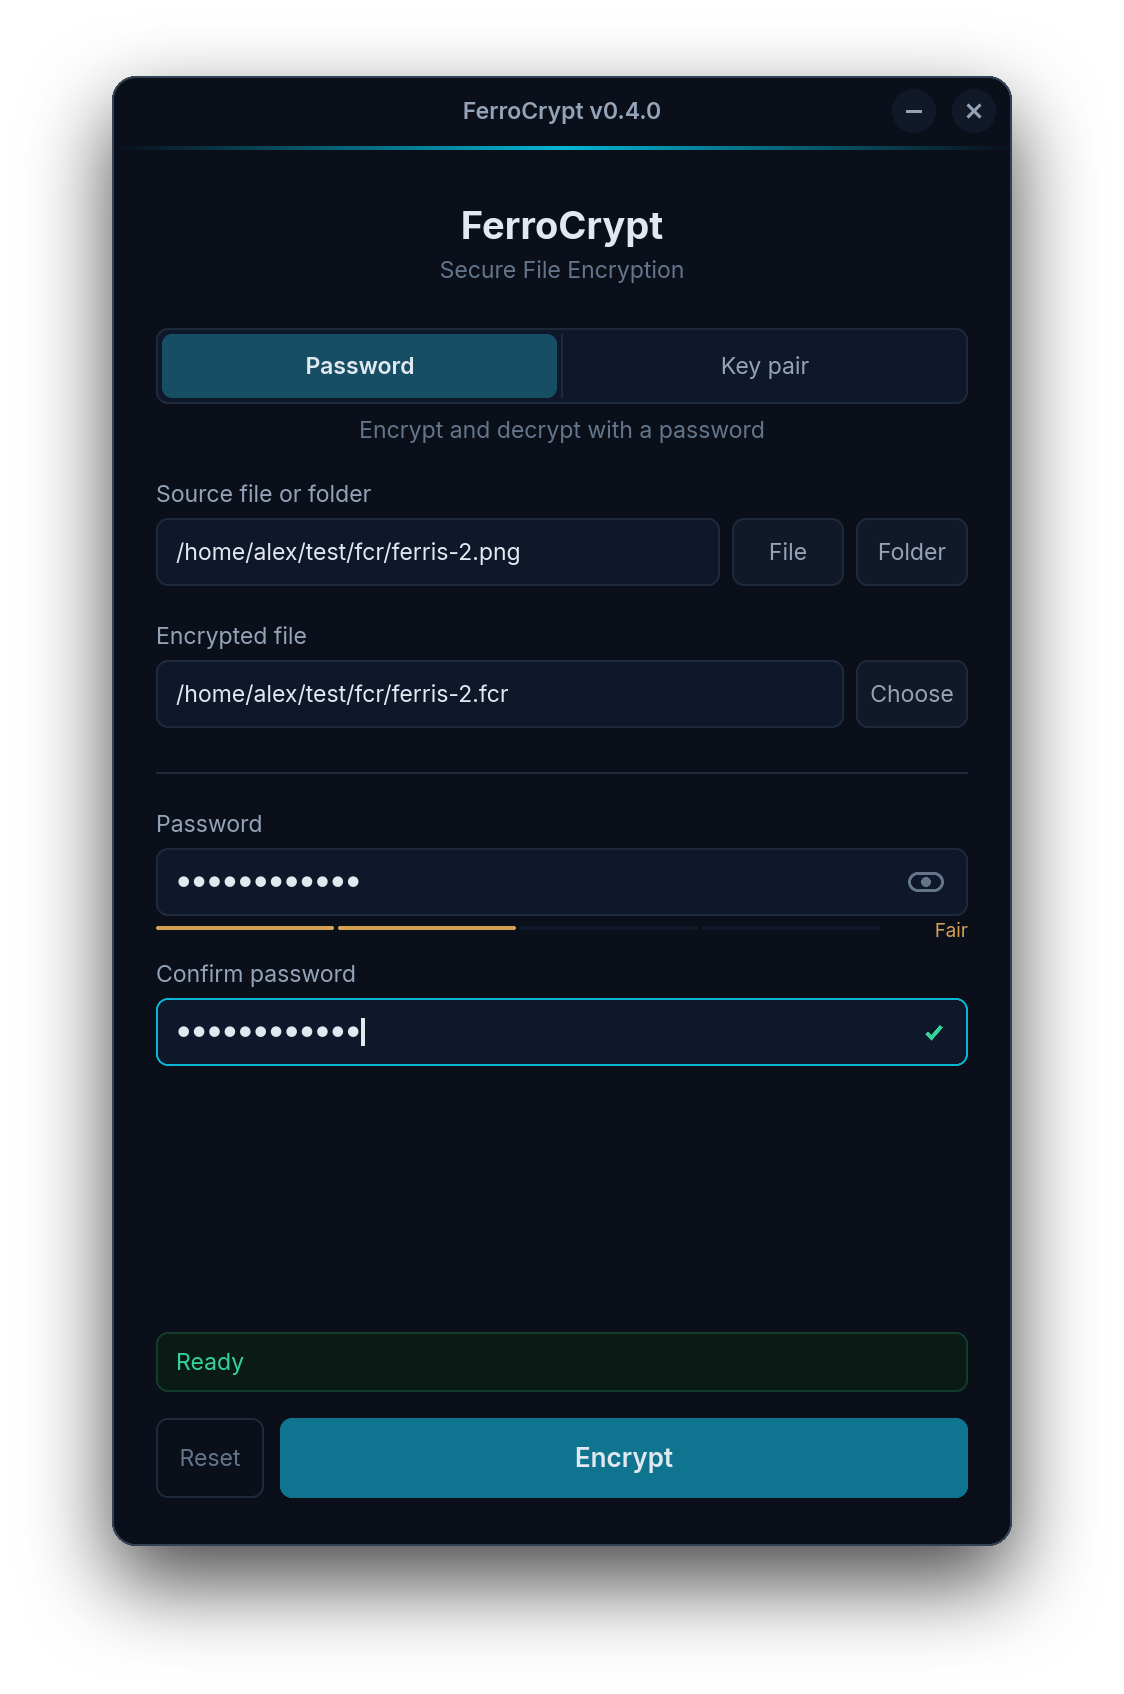 FerroCrypt v0.4.0
FerroCrypt
Secure File Encryption
Password
Key pair
Encrypt and decrypt with a password
Source file or folder
/home/alex/test/fcr/ferris-2.png
File
Folder
Encrypted file
/home/alex/test/fcr/ferris-2.fcr
Choose
Password
●●●●●●●●●●●●
Fair
Confirm password
●●●●●●●●●●●●
Ready
Reset
Encrypt